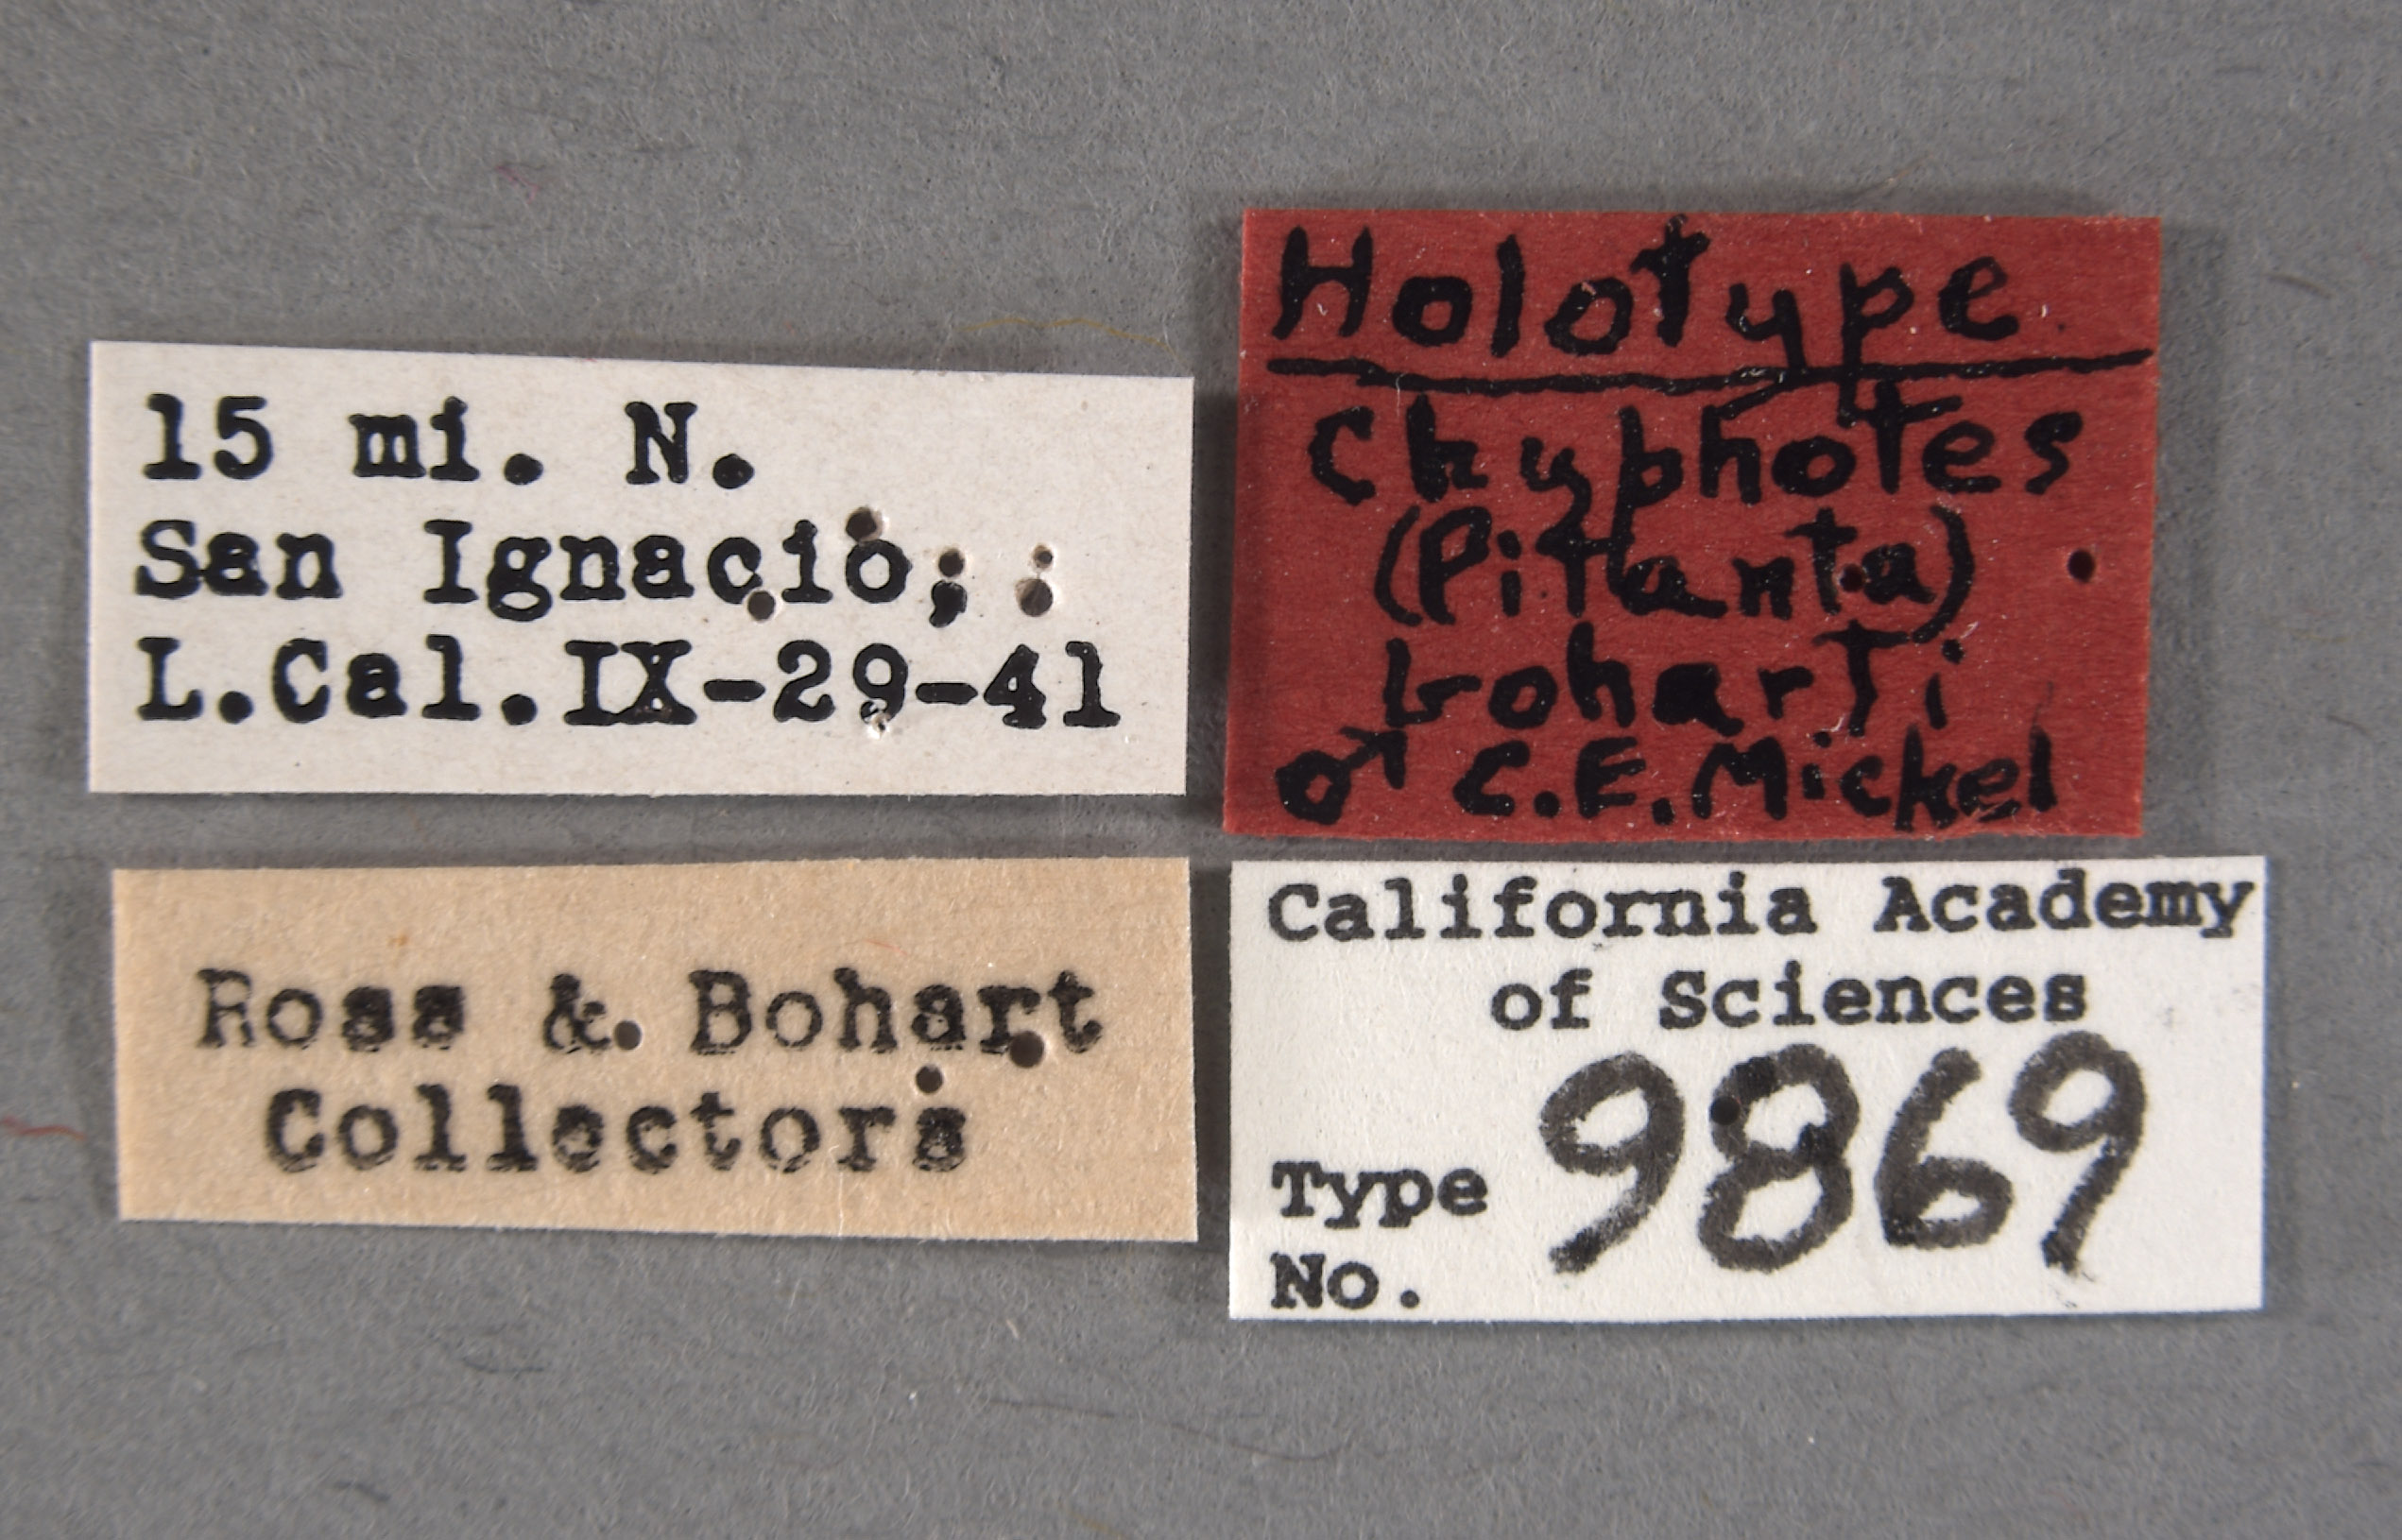 15 mi. N.
San Ignacio,
L.Cal.IX-29-41
Ross & Bohart
Collectors
Holotype
Chyphotes
(Pitanta)
boharti
♂ C.E. Mickel
California Academy
of Sciences
Type
No. 9869